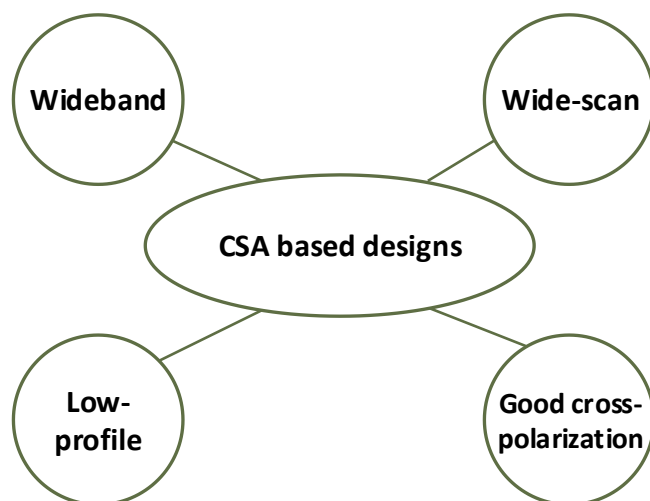 Wideband
Wide-scan
CSA based designs
Low-
profile
Good cross-
polarization